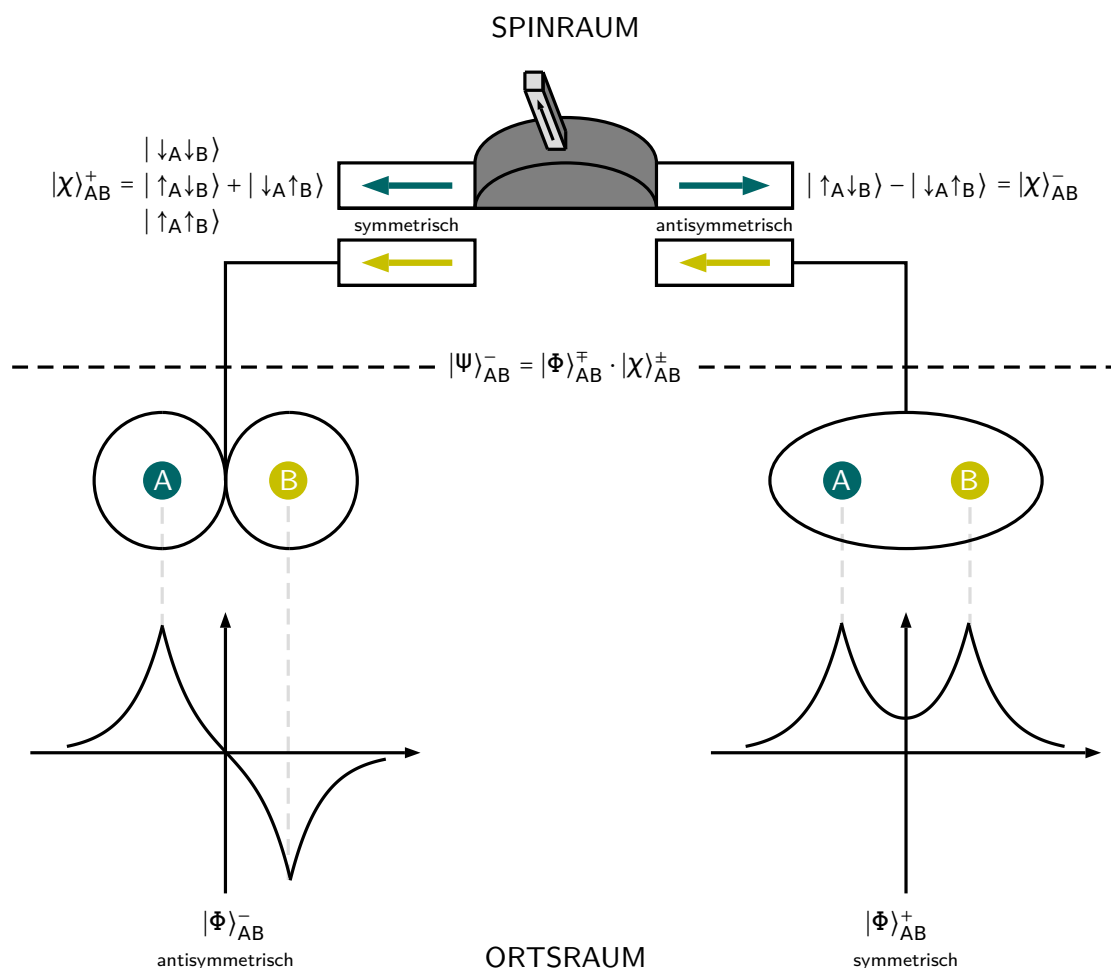 SPINRAUM
| ↓A↓B⟩
|χ⟩⁺AB = | ↑A↓B⟩ + | ↓A↑B⟩
| ↑A↑B⟩
| ↑A↓B⟩ − | ↓A↑B⟩ = |χ⟩⁻AB
symmetrisch
antisymmetrisch
|Ψ⟩⁻AB = |Φ⟩∓AB · |χ⟩±AB
A
B
A
B
|Φ⟩⁻AB
antisymmetrisch
|Φ⟩⁺AB
symmetrisch
ORTSRAUM